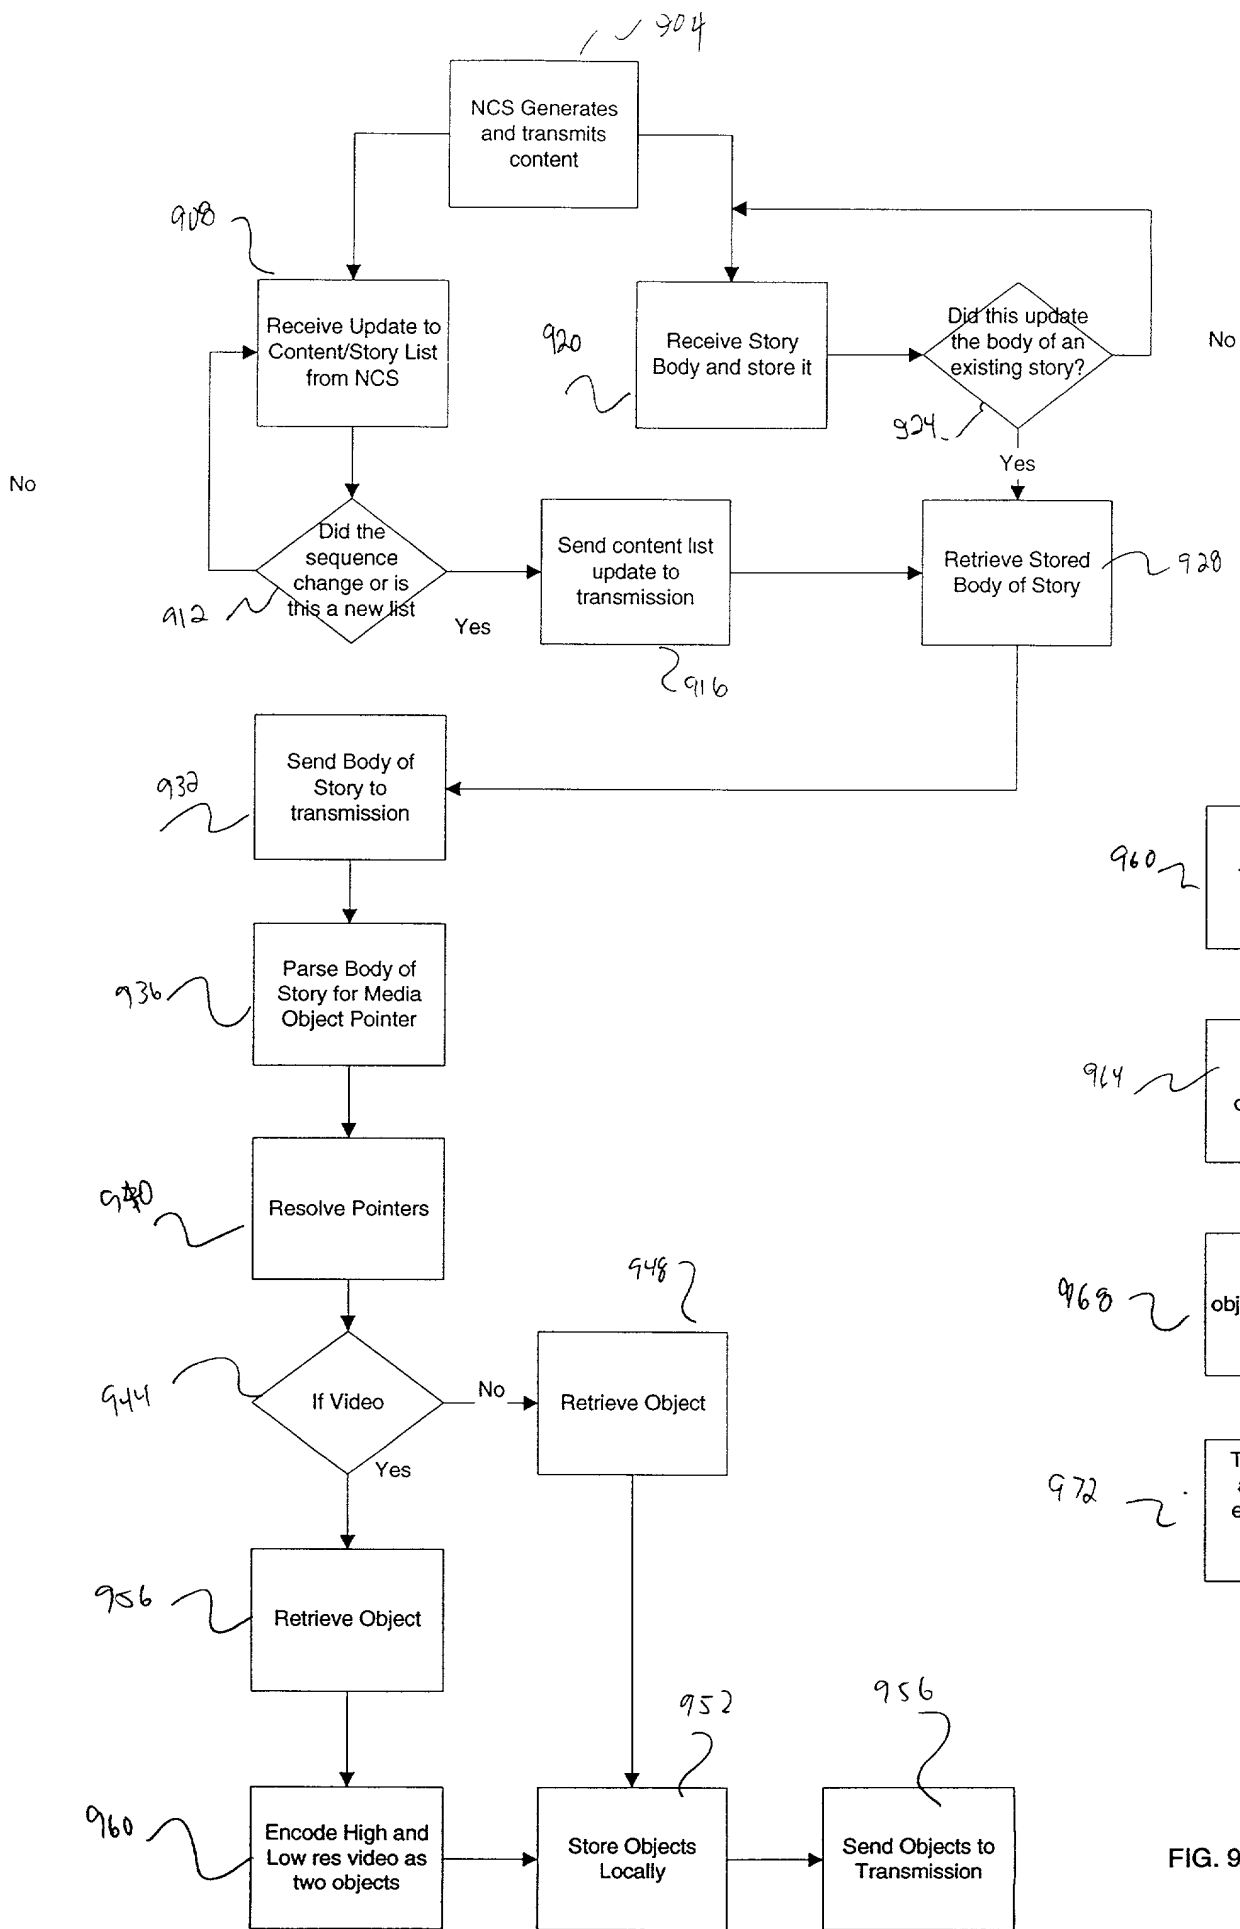 904
NCS Generates
and transmits
content
908
Receive Update to
Content/Story List
from NCS
920
Receive Story
Body and store it
Did this update
the body of an
existing story?
No
924
Yes
No
Did the
sequence
change or is
this a new list
912
Yes
Send content list
update to
transmission
916
Retrieve Stored
Body of Story
928
Send Body of
Story to
transmission
932
960
Parse Body of
Story for Media
Object Pointer
936
964
c
Resolve Pointers
940
948
968
obj
If Video
944
No
Yes
Retrieve Object
972
T
e
Retrieve Object
956
952
956
Encode High and
Low res video as
two objects
960
Store Objects
Locally
Send Objects to
Transmission
FIG. 9